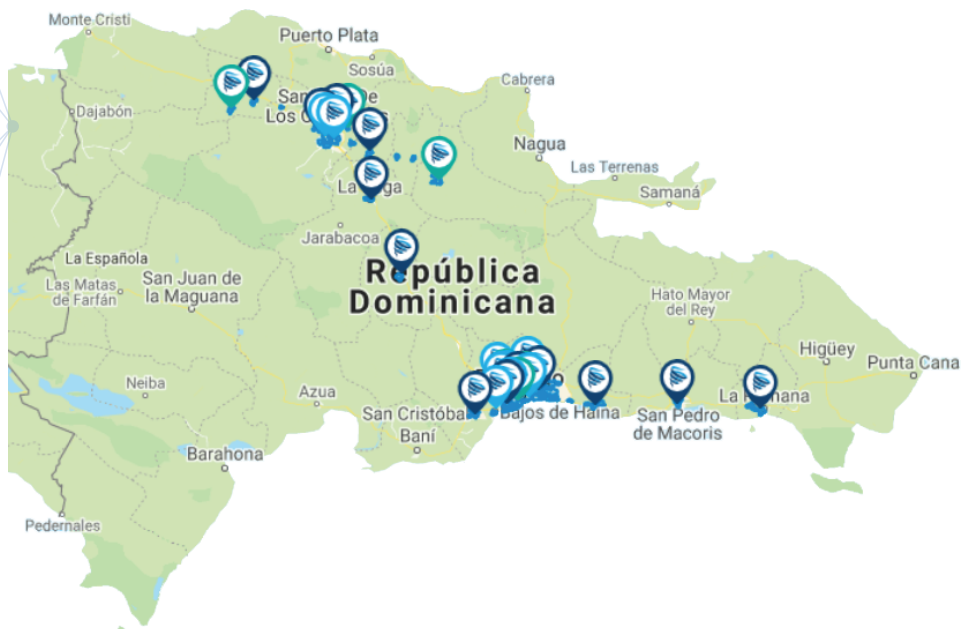 Monte Cristi
Puerto Plata
Sosúa
Cabrera
Dajabón
Nagua
Las Terrenas
Samaná
Jarabacoa
La Española
San Juan de
la Maguana
Las Matas
de Farfán
República
Dominicana
Hato Mayor
del Rey
Higüey
Punta Cana
Neiba
Azua
San Cristóba
Bajos de Haina
San Pedro
de Macoris
Baní
Barahona
Pedernales